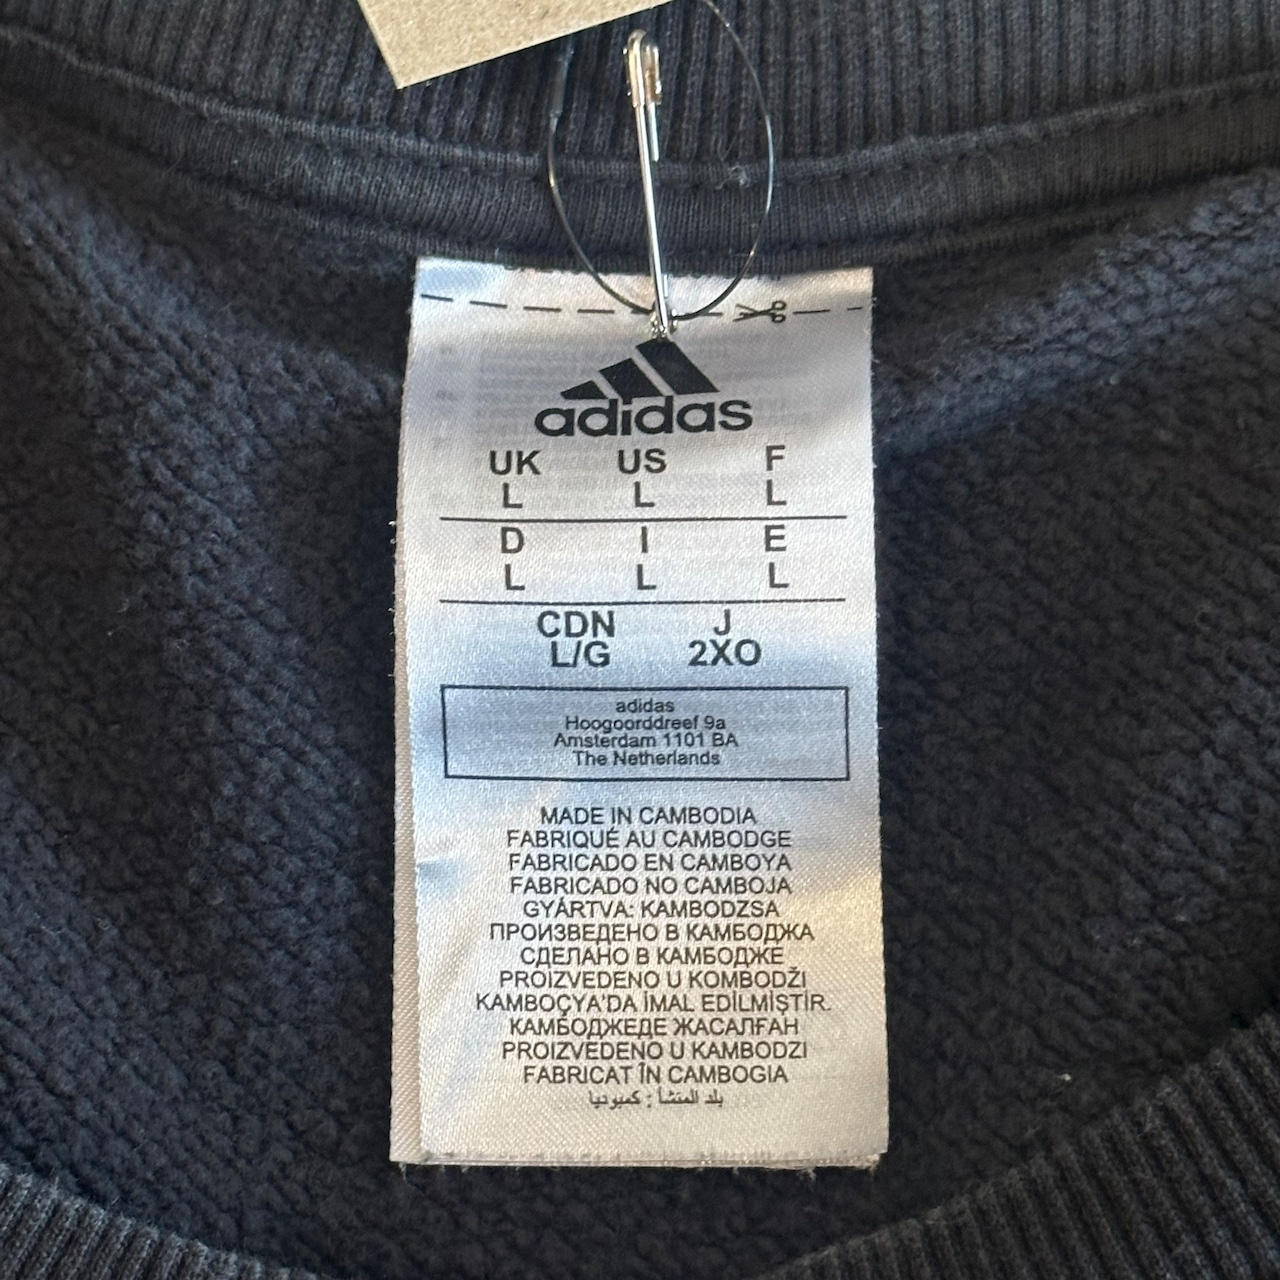 adidas
UK US F
L L L
D I E
L L L
CDN J
L/G 2XO
adidas
Hoogoorddreef 9a
Amsterdam 1101 BA
The Netherlands
MADE IN CAMBODIA
FABRIQUÉ AU CAMBODGE
FABRICADO EN CAMBOYA
FABRICADO NO CAMBOJA
GYÁRTVA: KAMBODZSA
ПРОИЗВЕДЕНО В КАМБОДЖА
СДЕЛАНО В КАМБОДЖЕ
PROIZVEDENO U KOMBODŽI
KAMBOÇYA'DA İMAL EDİLMİŞTİR.
КАМБОДЖЕДЕ ЖАСАЛҒАН
PROIZVEDENO U KAMBODZI
FABRICAT ÎN CAMBOGIA
بلد المنشأ : كمبوديا